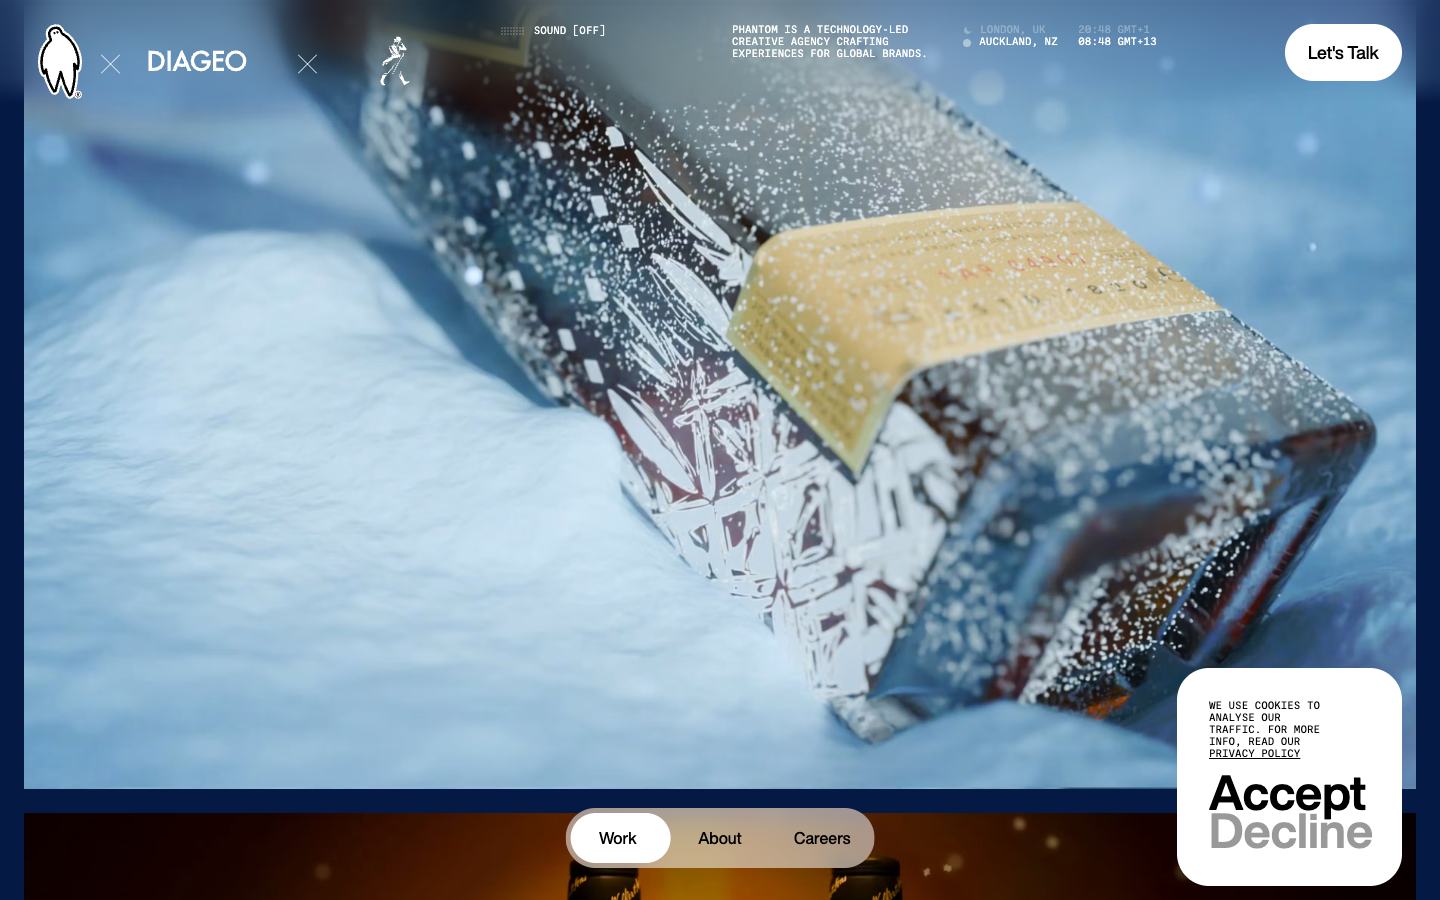 DIAGEO
SOUND [OFF]
PHANTOM IS A TECHNOLOGY-LED
CREATIVE AGENCY CRAFTING
EXPERIENCES FOR GLOBAL BRANDS.
LONDON, UK 20:48 GMT+1
AUCKLAND, NZ 08:48 GMT+13
Let's Talk
WE USE COOKIES TO
ANALYSE OUR
TRAFFIC. FOR MORE
INFO, READ OUR
PRIVACY POLICY
Accept
Decline
Work
About
Careers